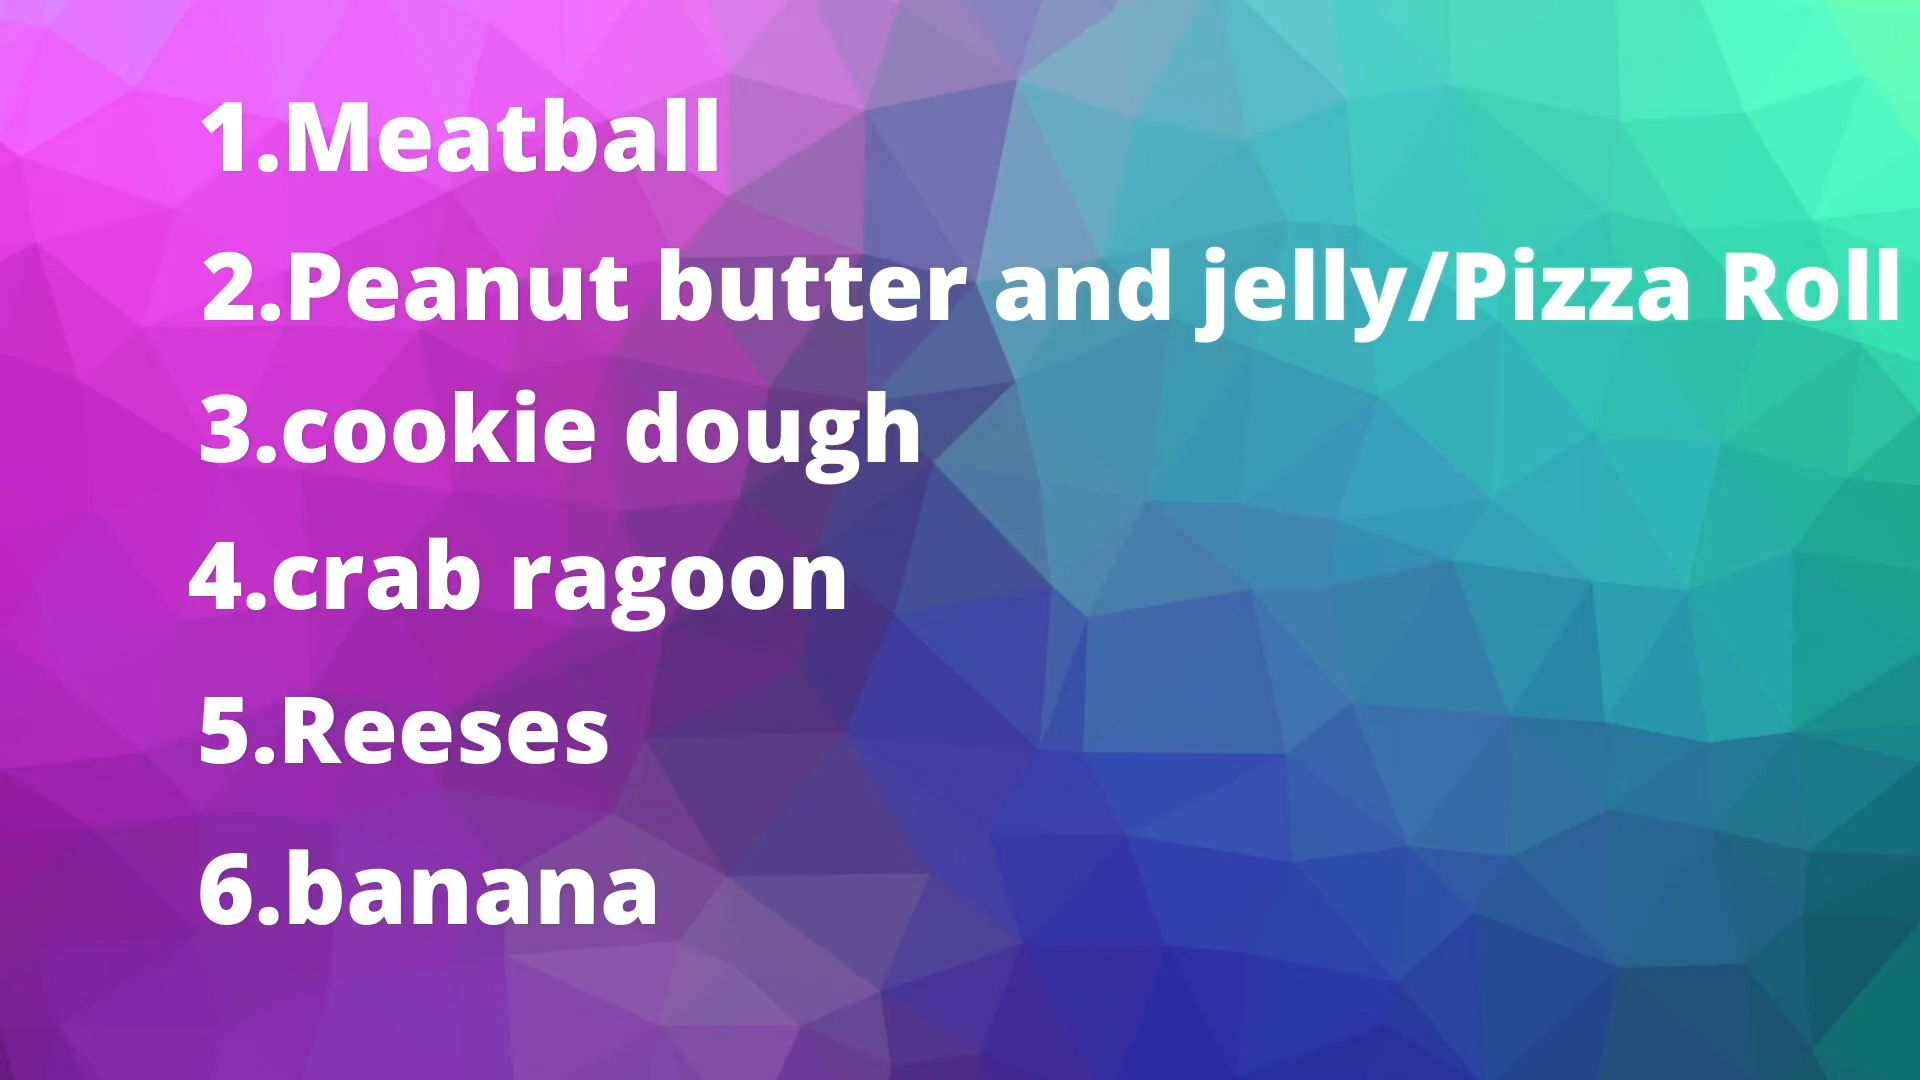 1.Meatball
2.Peanut butter and jelly/Pizza Roll
3.cookie dough
4.crab ragoon
5.Reeses
6.banana